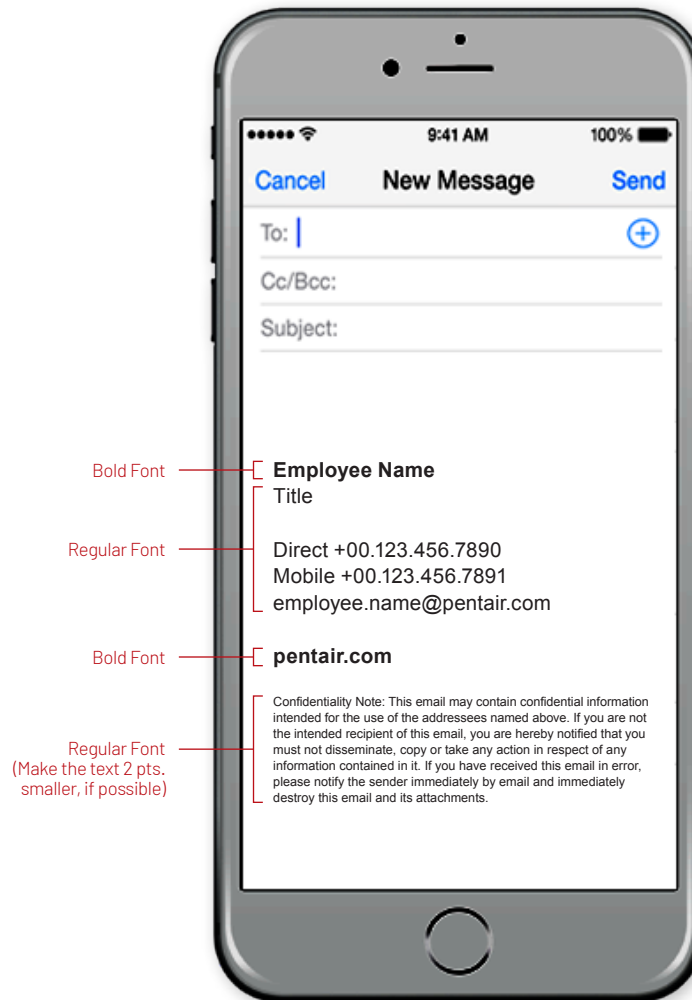 9:41 AM 100%
Cancel New Message Send
To:
Cc/Bcc:
Subject:
Bold Font
Employee Name
Title
Regular Font
Direct +00.123.456.7890
Mobile +00.123.456.7891
employee.name@pentair.com
Bold Font
pentair.com
Regular Font
(Make the text 2 pts.
smaller, if possible)
Confidentiality Note: This email may contain confidential information
intended for the use of the addressees named above. If you are not
the intended recipient of this email, you are hereby notified that you
must not disseminate, copy or take any action in respect of any
information contained in it. If you have received this email in error,
please notify the sender immediately by email and immediately
destroy this email and its attachments.